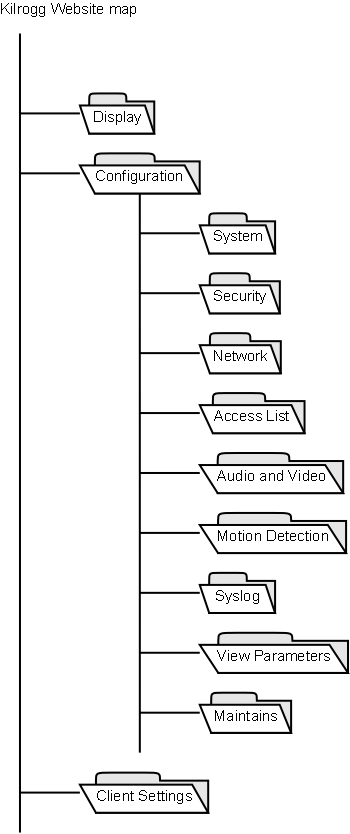 Kilrogg Website map
Display
Configuration
System
Security
Network
Access List
Audio and Video
Motion Detection
Syslog
View Parameters
Maintains
Client Settings